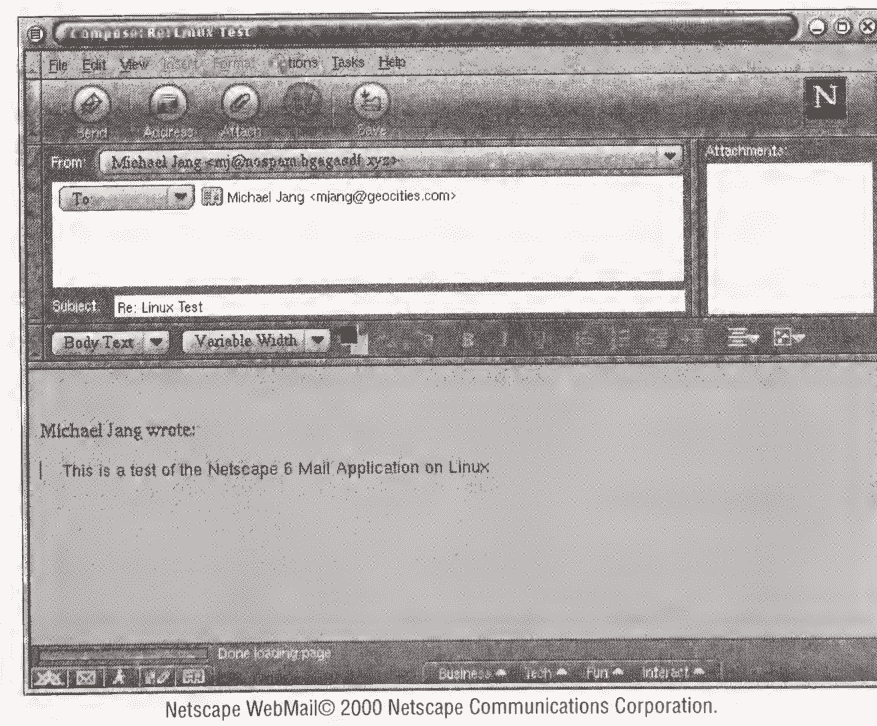 Compose: Re: Linux Test
File Edit View Insert Format Options Tasks Help
N
Send Address Attach Save
From: Michael Jang
Attachments:
To: Michael Jang <mjang@geocities.com>
Subject: Re: Linux Test
Body Text Variable Width
Michael Jang wrote:
This is a test of the Netscape 6 Mail Application on Linux
Done loading page
Business Tech Fun Interact
Netscape WebMail© 2000 Netscape Communications Corporation.